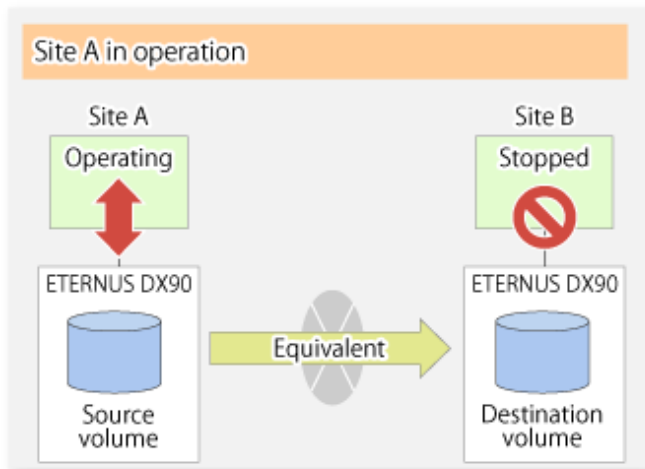 Site A in operation
Site A
Operating
Site B
Stopped
ETERNUS DX90
ETERNUS DX90
Equivalent
Source
volume
Destination
volume